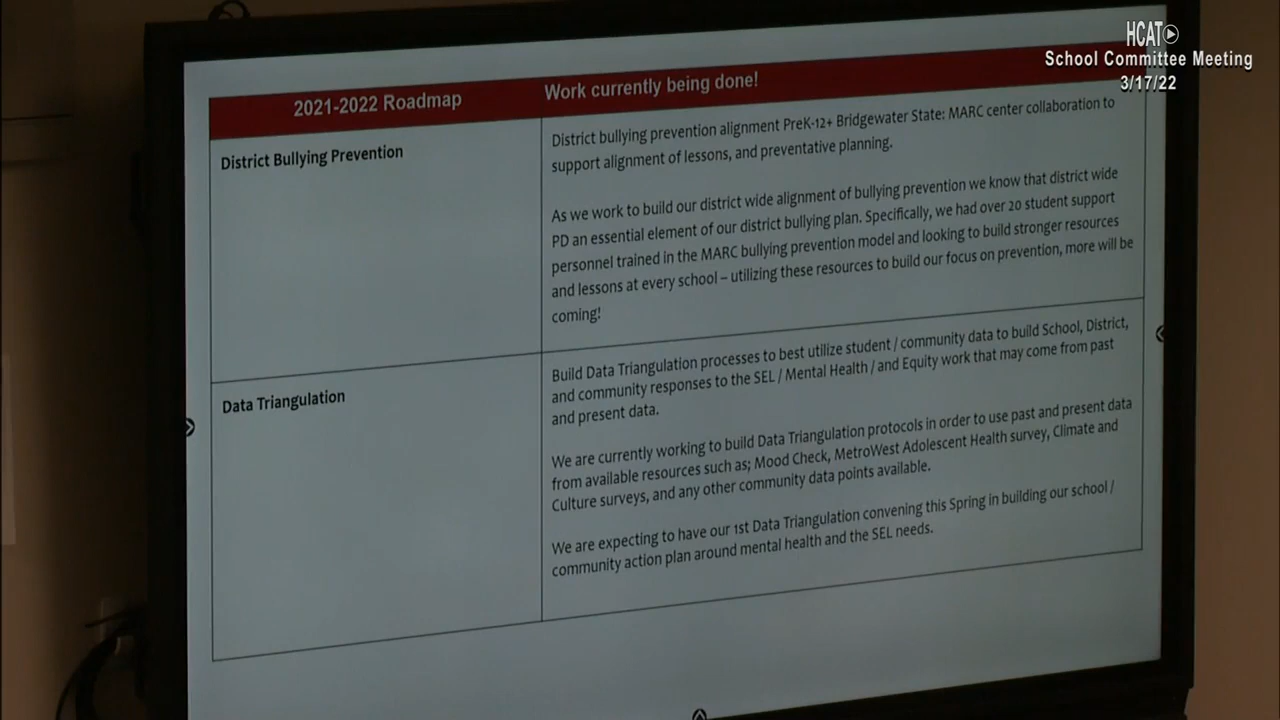 HCAT
School Committee Meeting
3/17/22
2021-2022 Roadmap
Work currently being done!
District Bullying Prevention
District bullying prevention alignment PreK-12+ Bridgewater State: MARC center collaboration to
support alignment of lessons, and preventative planning.
As we work to build our district wide alignment of bullying prevention we know that district wide
PD an essential element of our district bullying plan. Specifically, we had over 20 student support
personnel trained in the MARC bullying prevention model and looking to build stronger resources
and lessons at every school – utilizing these resources to build our focus on prevention, more will be
coming!
Data Triangulation
Build Data Triangulation processes to best utilize student / community data to build School, District,
and community responses to the SEL / Mental Health / and Equity work that may come from past
and present data.
We are currently working to build Data Triangulation protocols in order to use past and present data
from available resources such as; Mood Check, MetroWest Adolescent Health survey, Climate and
Culture surveys, and any other community data points available.
We are expecting to have our 1st Data Triangulation convening this Spring in building our school /
community action plan around mental health and the SEL needs.